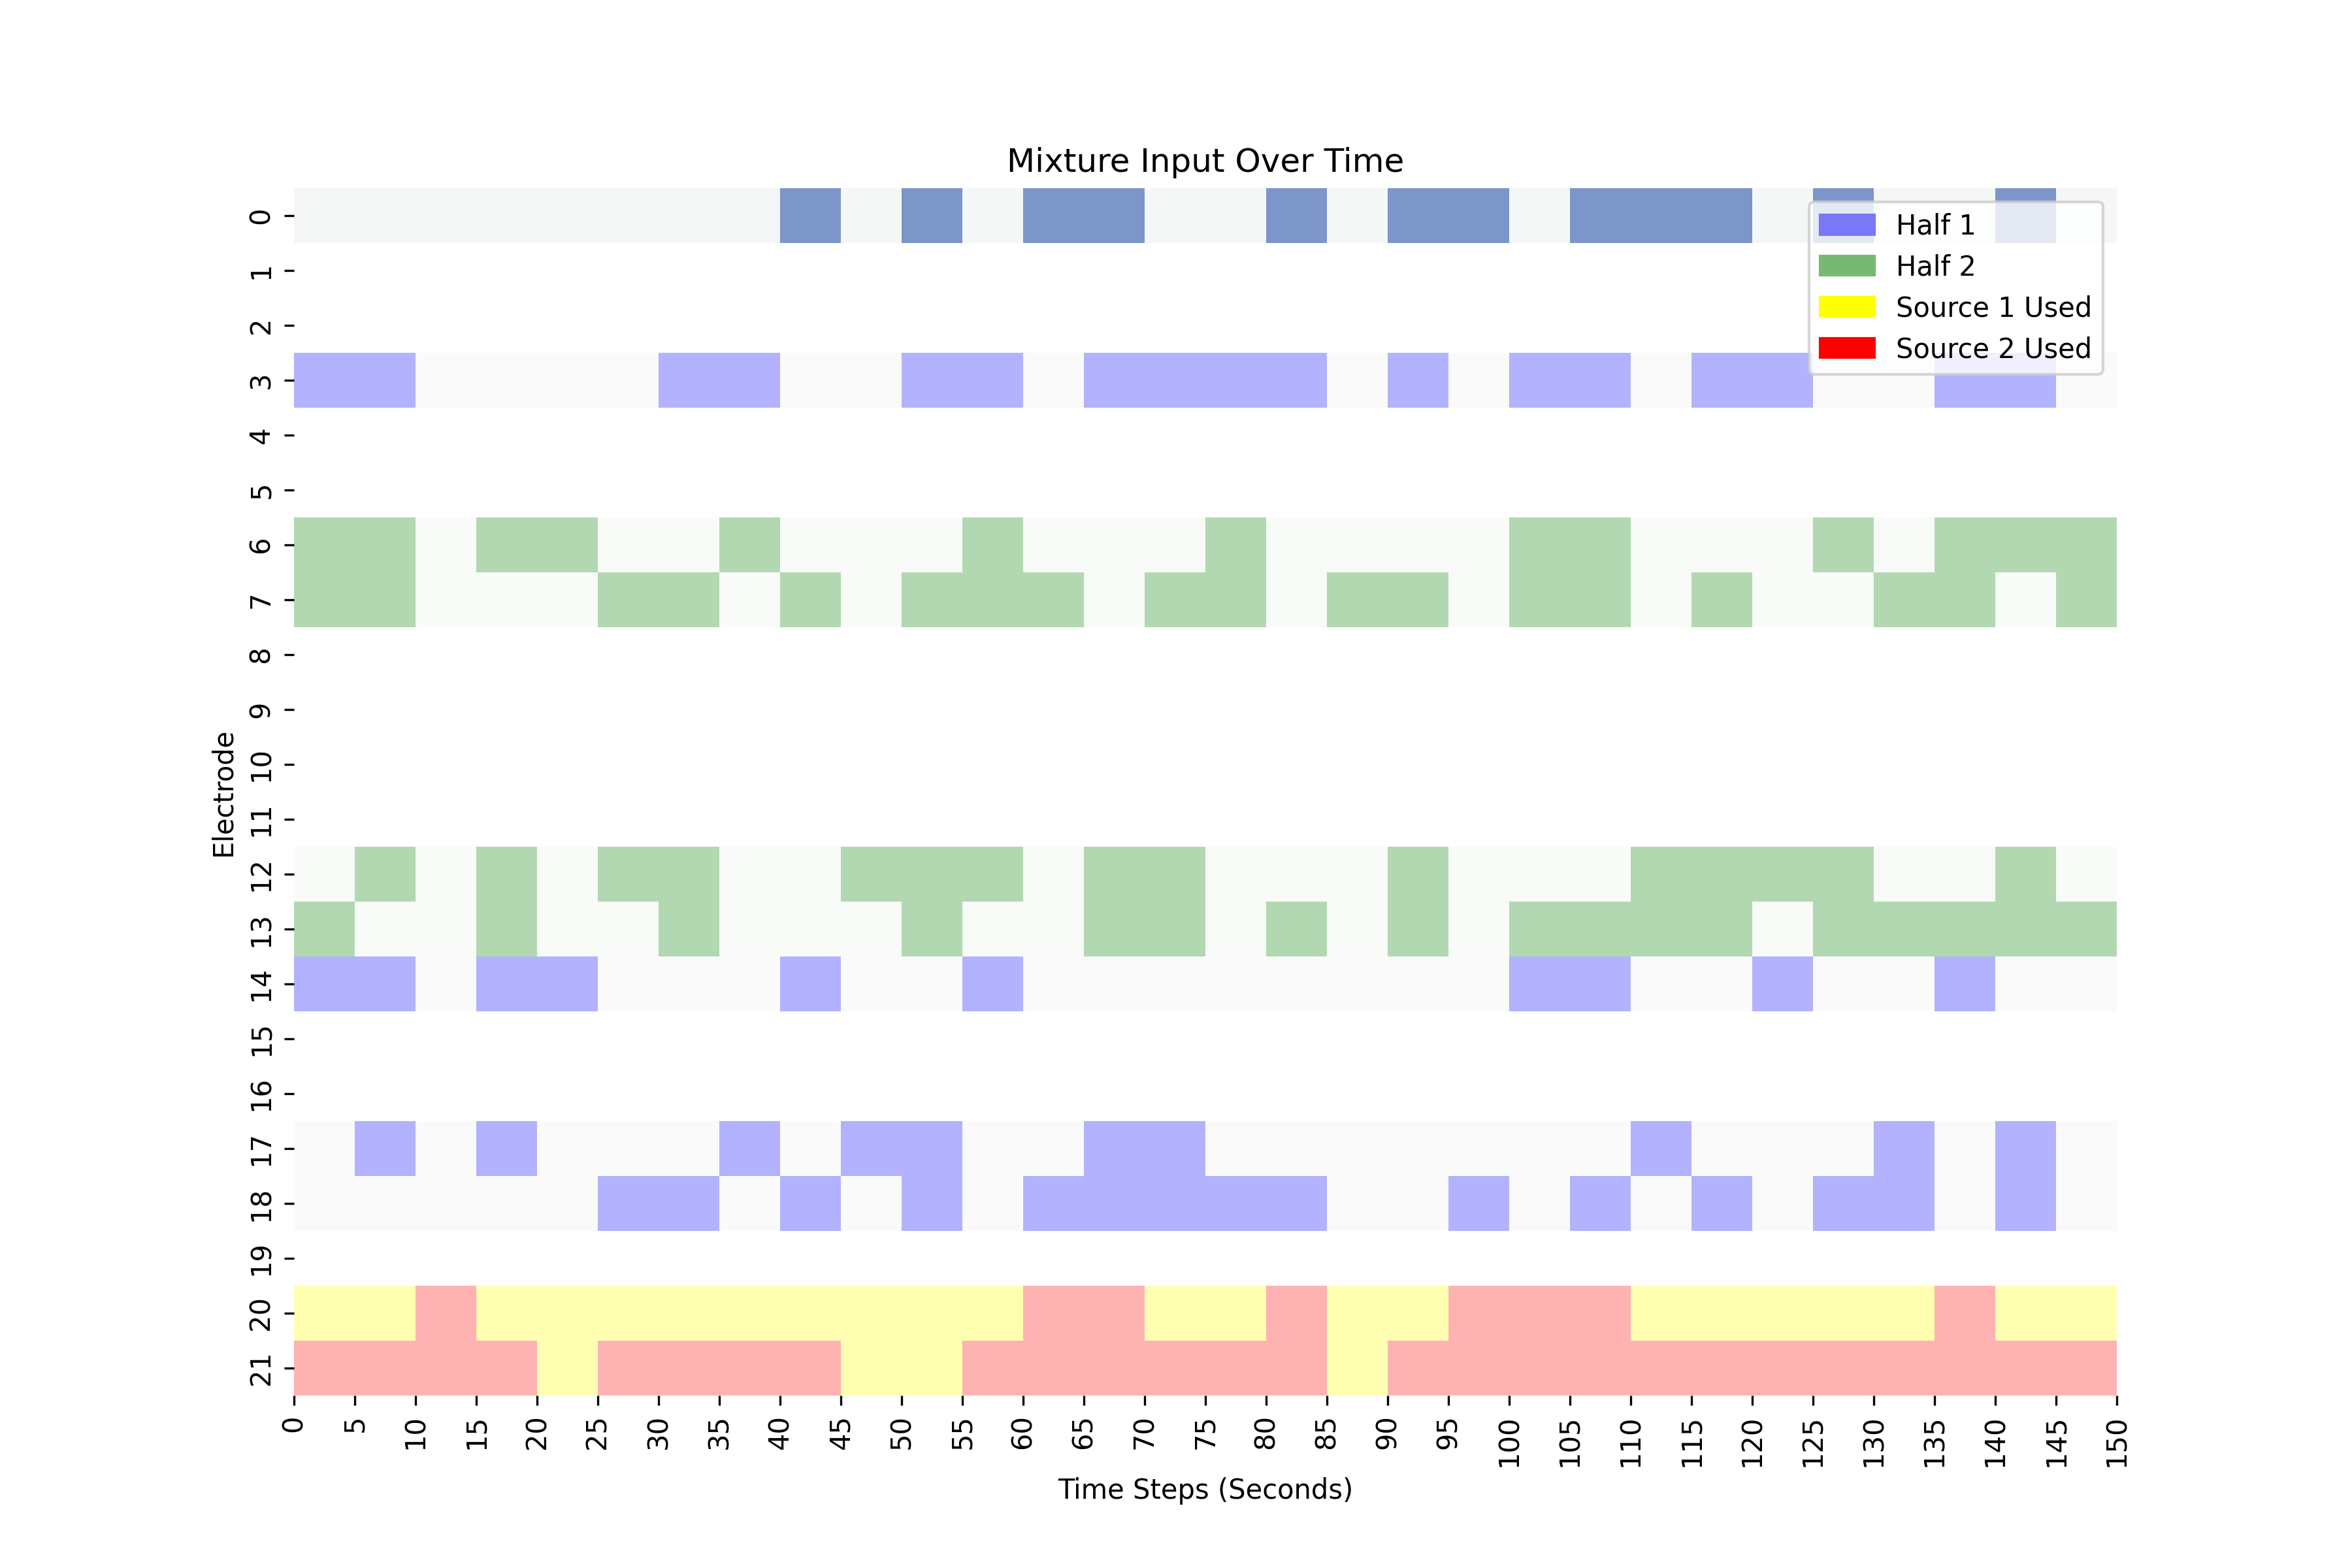 Mixture Input Over Time
Half 1
Half 2
Source 1 Used
Source 2 Used
Electrode
0
1
2
3
4
5
6
7
8
9
10
11
12
13
14
15
16
17
18
19
20
21
0 5 10 15 20 25 30 35 40 45 50 55 60 65 70 75 80 85 90 95 100 105 110 115 120 125 130 135 140 145 150
Time Steps (Seconds)